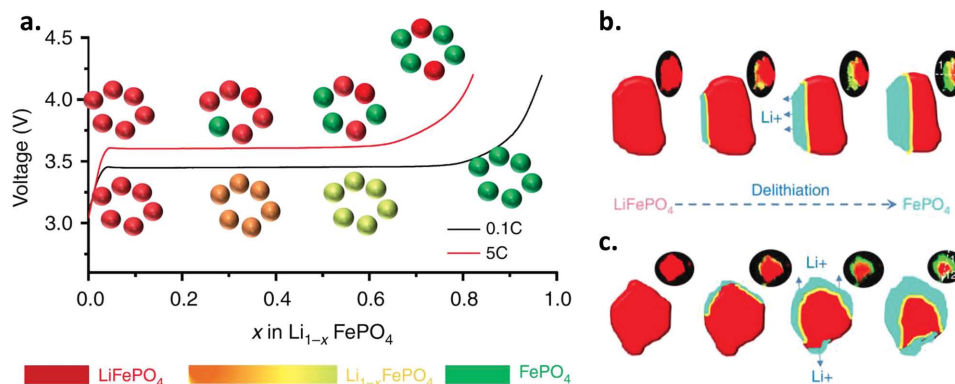 a.
4.5
4.0
3.5
3.0
Voltage (V)
0.1C
5C
0.0 0.2 0.4 0.6 0.8 1.0
x in Li₁₋ₓ FePO₄
LiFePO₄ Li₁₋ₓFePO₄ FePO₄
b.
1
Li+
Delithiation
LiFePO₄ FePO₄
c.
Li+
Li+